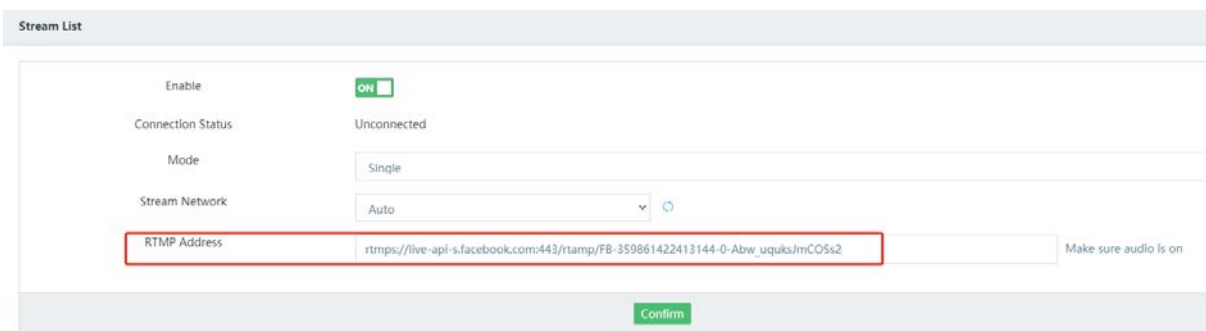 Stream List
Enable ON
Connection Status Unconnected
Mode Single
Stream Network Auto
RTMP Address rtmps://live-api-s.facebook.com:443/rtamp/FB-359861422413144-0-Abw_uquksJmCOSs2 Make sure audio is on
Confirm